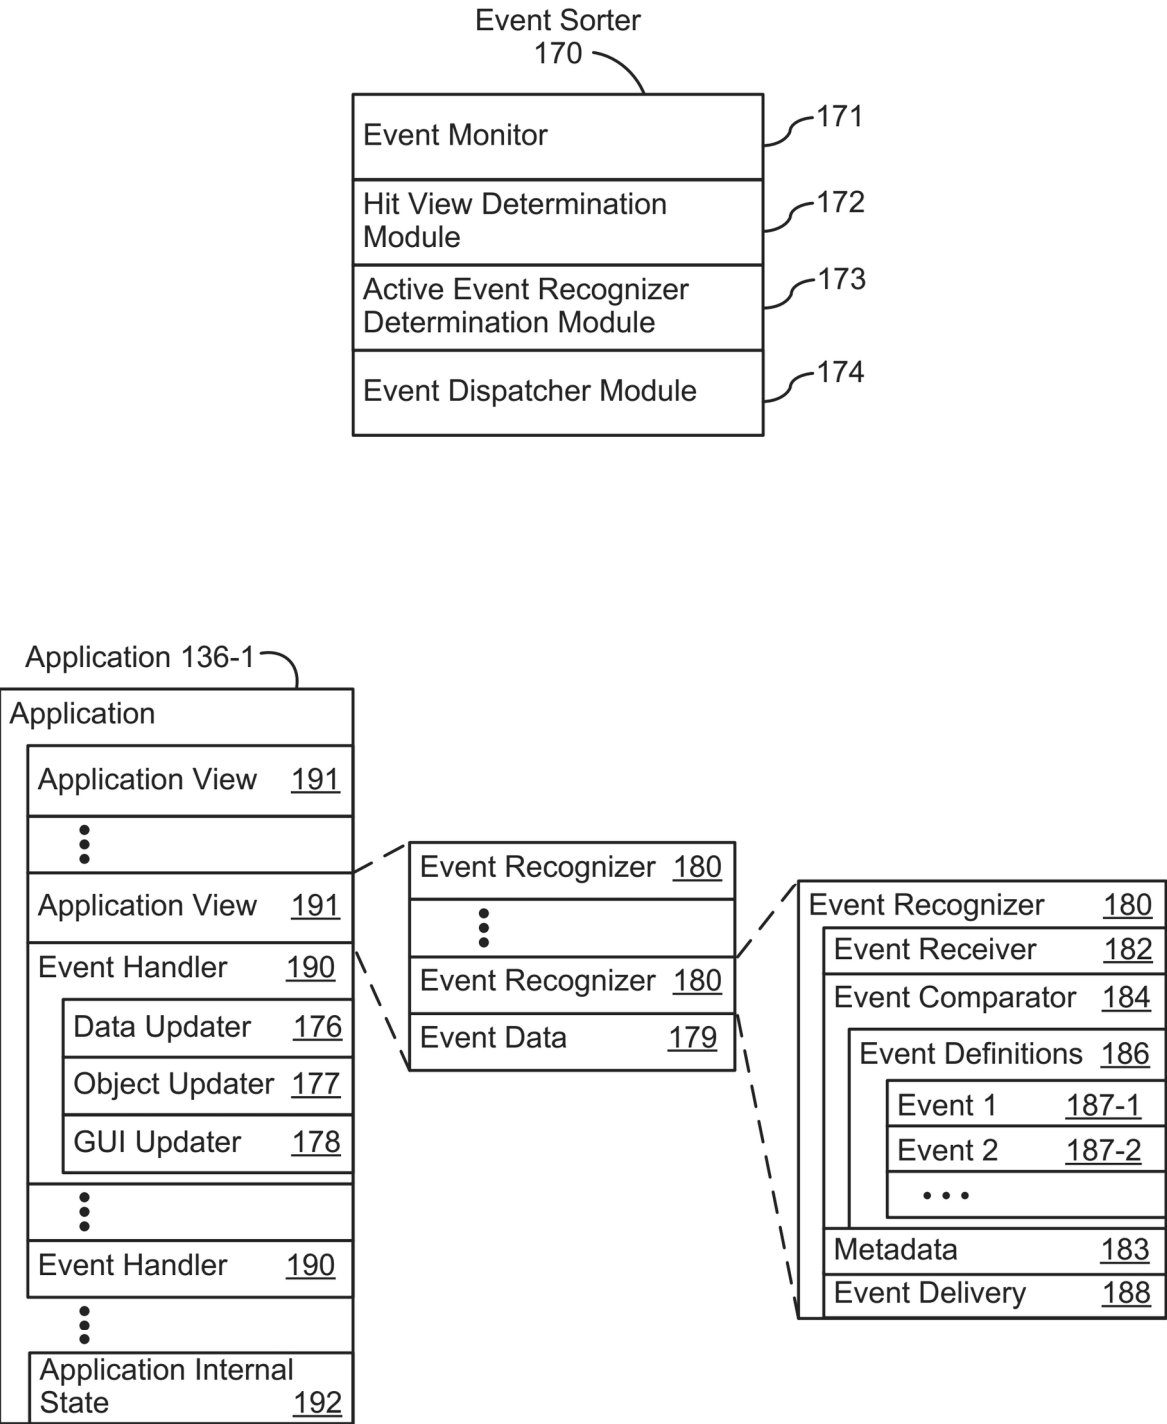 Event Sorter
170
Event Monitor
171
Hit View Determination
Module
172
Active Event Recognizer
Determination Module
173
Event Dispatcher Module
174
Application 136-1
Application
Application View 191
Application View 191
Event Handler 190
Data Updater 176
Object Updater 177
GUI Updater 178
Event Handler 190
Application Internal
State 192
Event Recognizer 180
Event Recognizer 180
Event Data 179
Event Recognizer 180
Event Receiver 182
Event Comparator 184
Event Definitions 186
Event 1 187-1
Event 2 187-2
Metadata 183
Event Delivery 188